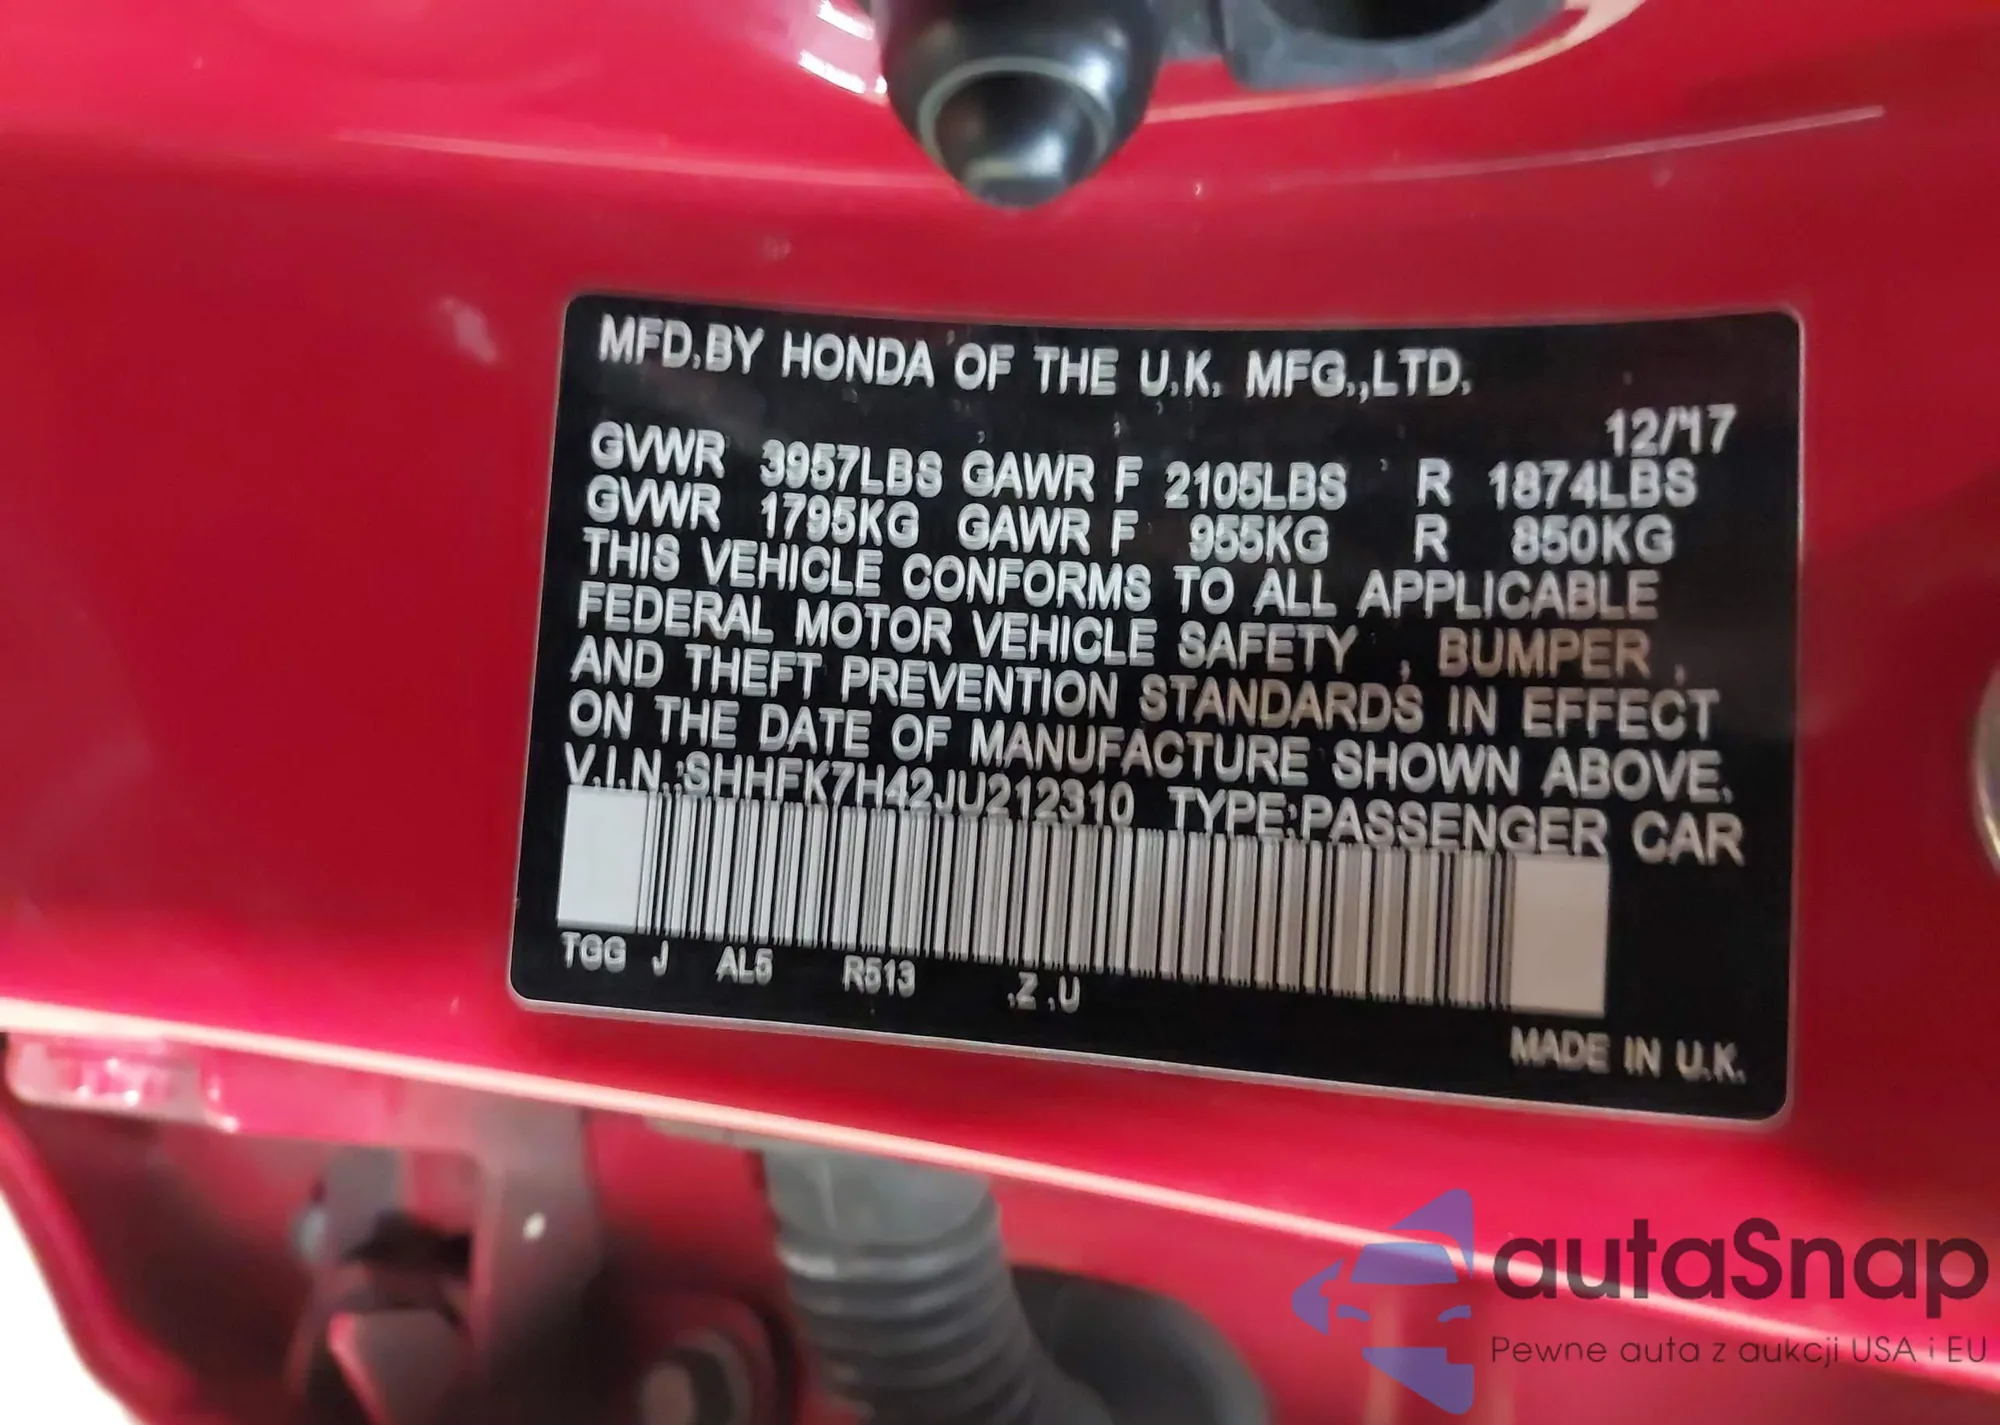 MFD.BY HONDA OF THE U.K. MFG.,LTD.
12/'17
GVWR 3957LBS GAWR F 2105LBS R 1874LBS
GVWR 1795KG GAWR F 955KG R 850KG
THIS VEHICLE CONFORMS TO ALL APPLICABLE
FEDERAL MOTOR VEHICLE SAFETY , BUMPER ,
AND THEFT PREVENTION STANDARDS IN EFFECT
ON THE DATE OF MANUFACTURE SHOWN ABOVE.
V.I.N.:SHHFK7H42JU212310 TYPE:PASSENGER CAR
TGG J AL5 R513 .Z .U
MADE IN U.K.
autaSnap
Pewne auta z aukcji USA i EU